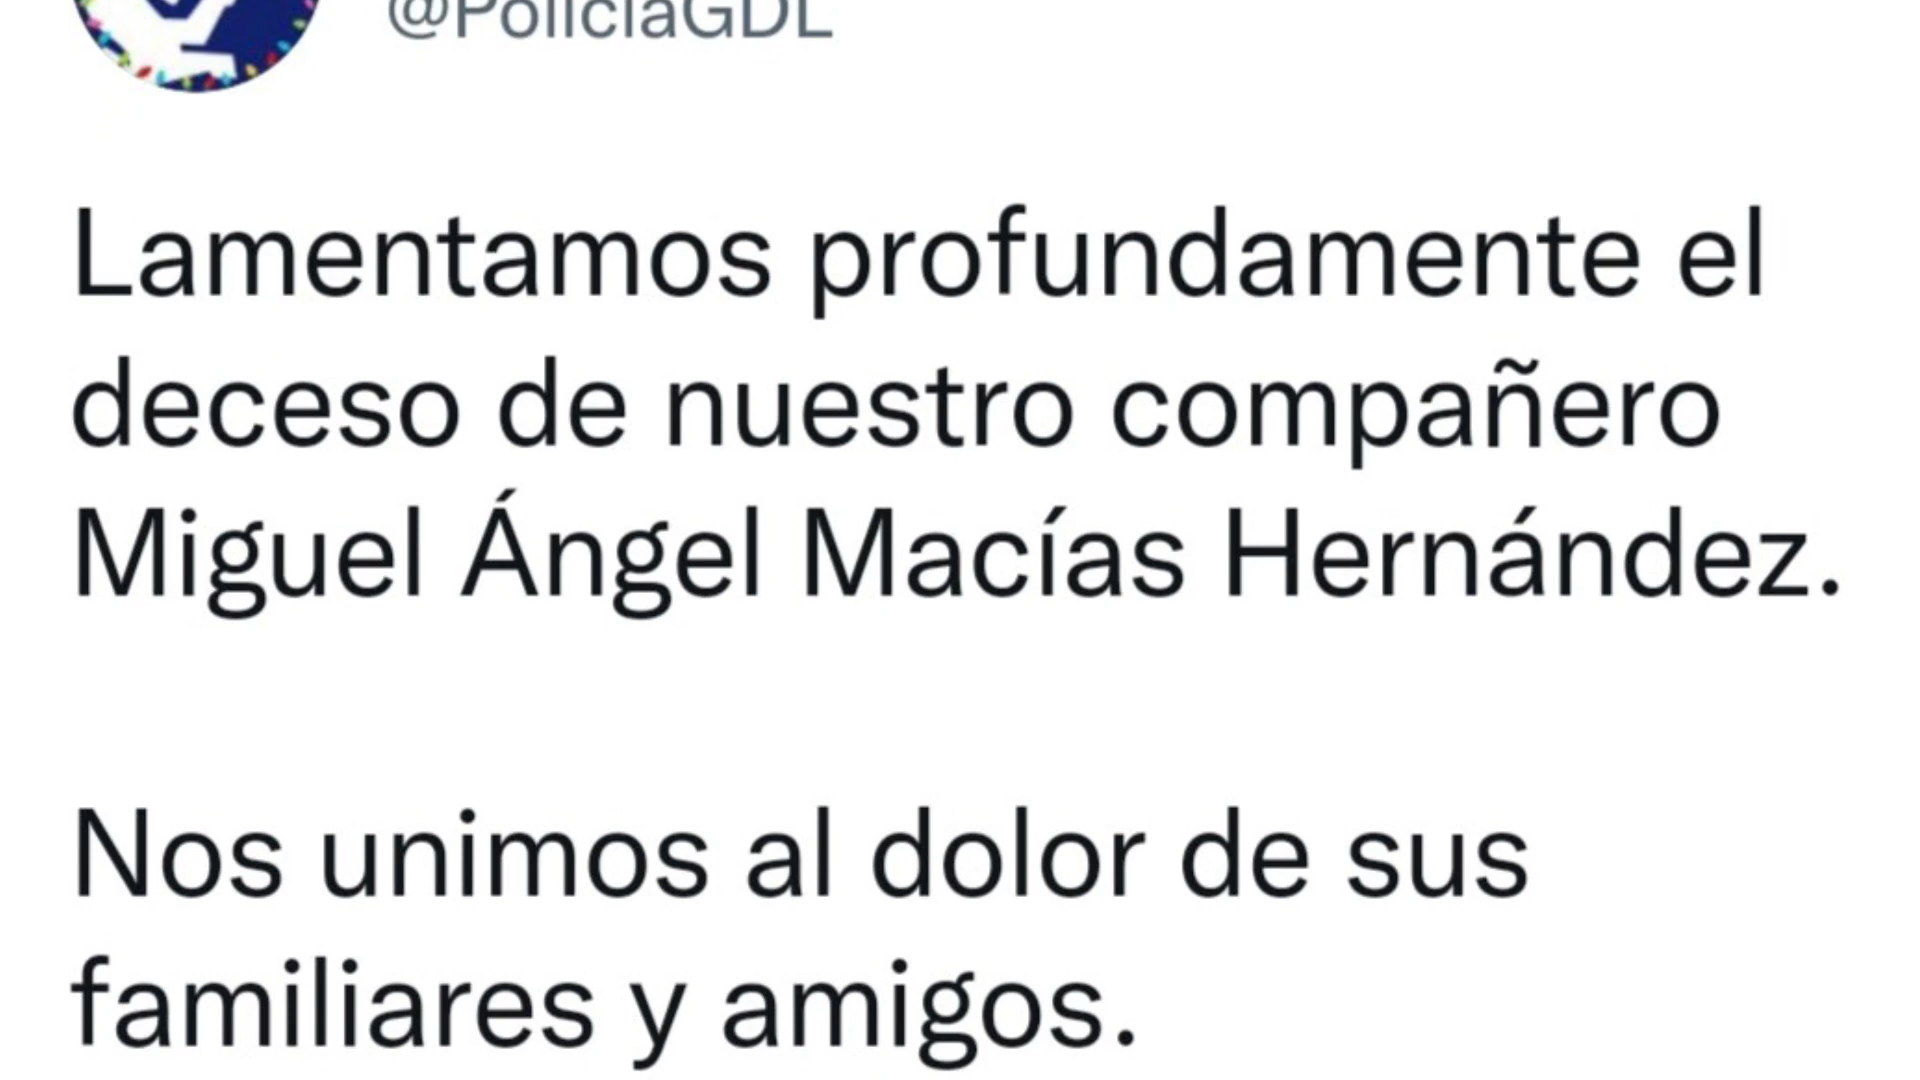 @PoliciaGDL
Lamentamos profundamente el
deceso de nuestro compañero
Miguel Ángel Macías Hernández.
Nos unimos al dolor de sus
familiares y amigos.